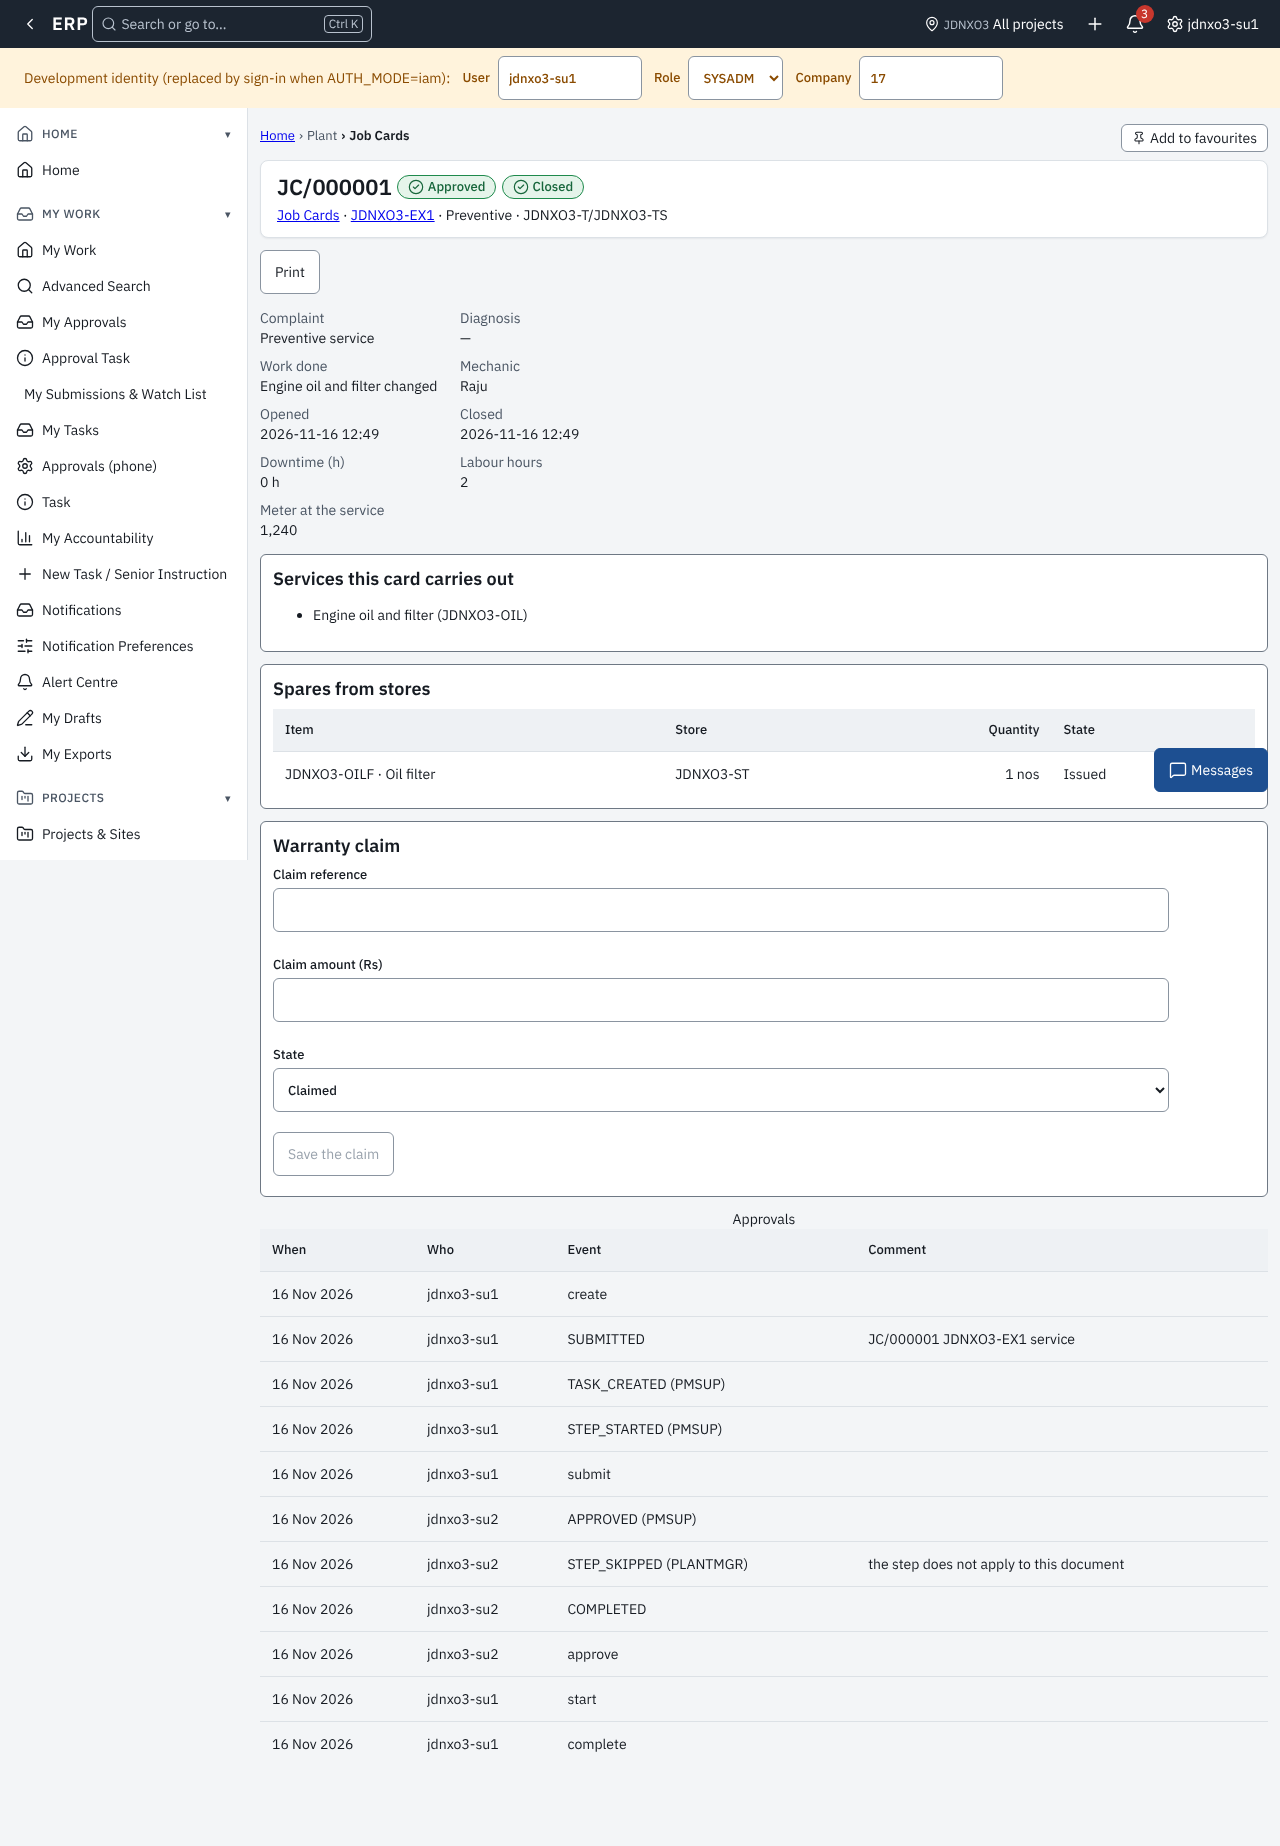 ERP Search or go to... Ctrl K JDNXO3 All projects 3 jdnxo3-su1
Development identity (replaced by sign-in when AUTH_MODE=iam): User jdnxo3-su1 Role SYSADM Company 17
HOME
Home
MY WORK
My Work
Advanced Search
My Approvals
Approval Task
My Submissions & Watch List
My Tasks
Approvals (phone)
Task
My Accountability
New Task / Senior Instruction
Notifications
Notification Preferences
Alert Centre
My Drafts
My Exports
PROJECTS
Projects & Sites
Home › Plant › Job Cards
Add to favourites
JC/000001 Approved Closed
Job Cards · JDNXO3-EX1 · Preventive · JDNXO3-T/JDNXO3-TS
Print
Complaint Diagnosis
Preventive service —
Work done Mechanic
Engine oil and filter changed Raju
Opened Closed
2026-11-16 12:49 2026-11-16 12:49
Downtime (h) Labour hours
0 h 2
Meter at the service
1,240
Services this card carries out
• Engine oil and filter (JDNXO3-OIL)
Spares from stores
Item Store Quantity State
JDNXO3-OILF · Oil filter JDNXO3-ST 1 nos Issued
Messages
Warranty claim
Claim reference
Claim amount (Rs)
State
Claimed
Save the claim
Approvals
When Who Event Comment
16 Nov 2026 jdnxo3-su1 create
16 Nov 2026 jdnxo3-su1 SUBMITTED JC/000001 JDNXO3-EX1 service
16 Nov 2026 jdnxo3-su1 TASK_CREATED (PMSUP)
16 Nov 2026 jdnxo3-su1 STEP_STARTED (PMSUP)
16 Nov 2026 jdnxo3-su1 submit
16 Nov 2026 jdnxo3-su2 APPROVED (PMSUP)
16 Nov 2026 jdnxo3-su2 STEP_SKIPPED (PLANTMGR) the step does not apply to this document
16 Nov 2026 jdnxo3-su2 COMPLETED
16 Nov 2026 jdnxo3-su2 approve
16 Nov 2026 jdnxo3-su1 start
16 Nov 2026 jdnxo3-su1 complete